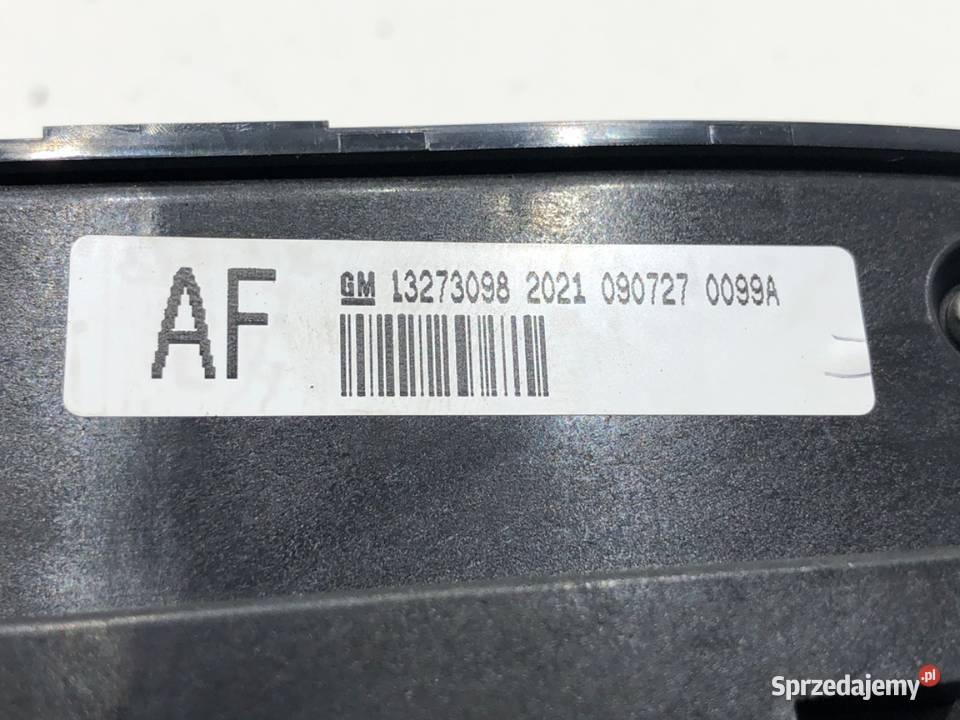 AF
GM 13273098 2021 090727 0099A
Sprzedajemy.pl